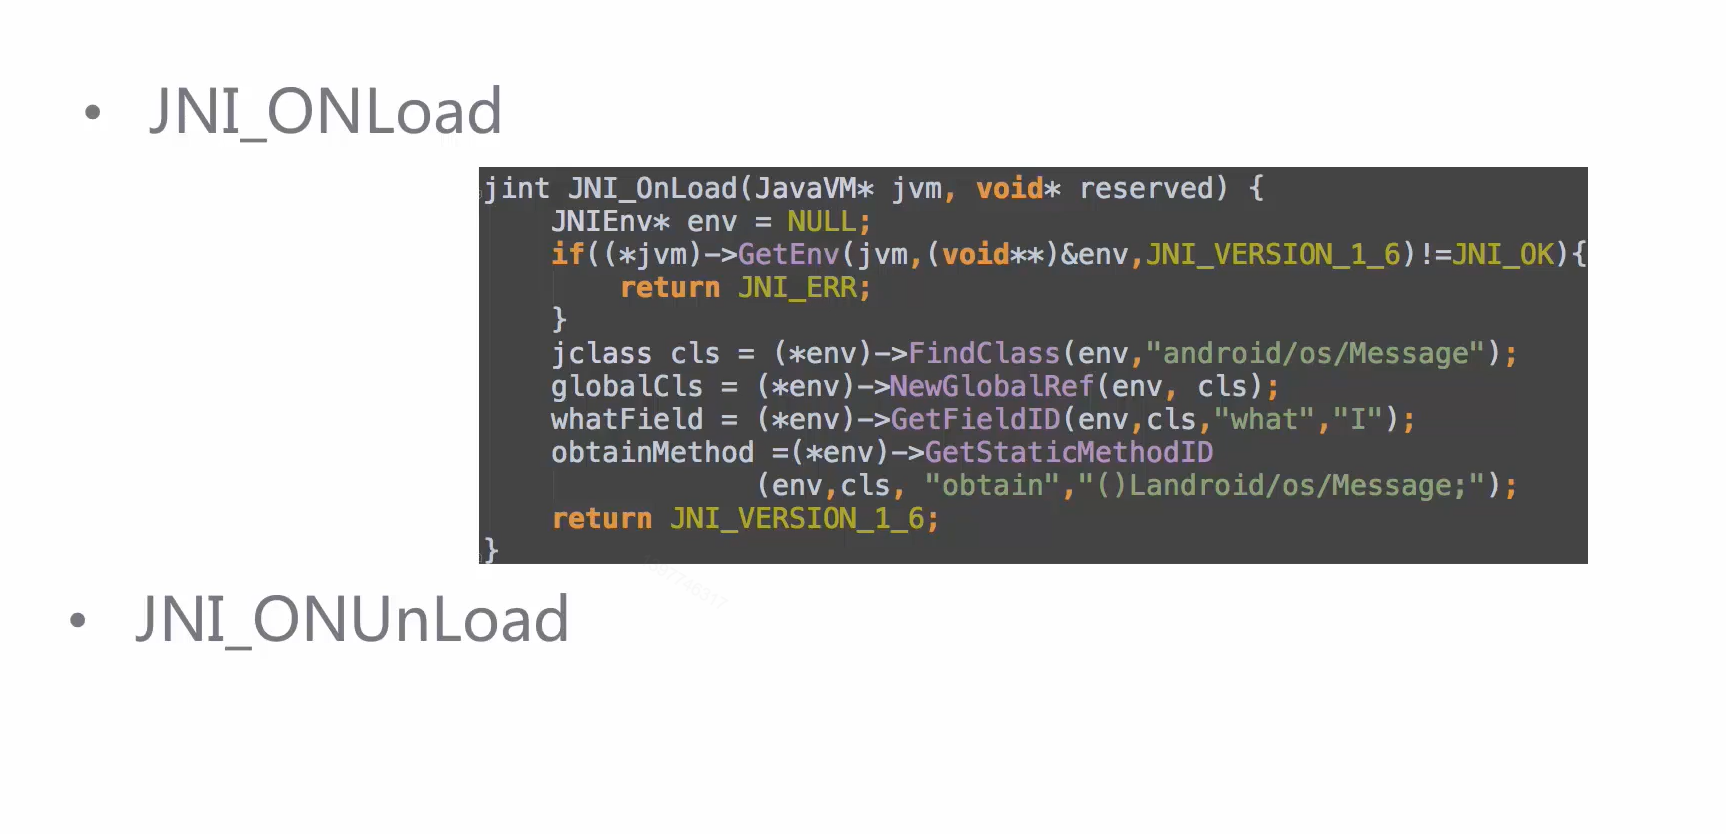 • JNI_ONLoad
jint JNI_OnLoad(JavaVM* jvm, void* reserved) {
    JNIEnv* env = NULL;
    if((*jvm)->GetEnv(jvm,(void**)&env,JNI_VERSION_1_6)!=JNI_OK){
        return JNI_ERR;
    }
    jclass cls = (*env)->FindClass(env,"android/os/Message");
    globalCls = (*env)->NewGlobalRef(env, cls);
    whatField = (*env)->GetFieldID(env,cls,"what","I");
    obtainMethod =(*env)->GetStaticMethodID
                (env,cls, "obtain","()Landroid/os/Message;");
    return JNI_VERSION_1_6;
}
• JNI_ONUnLoad